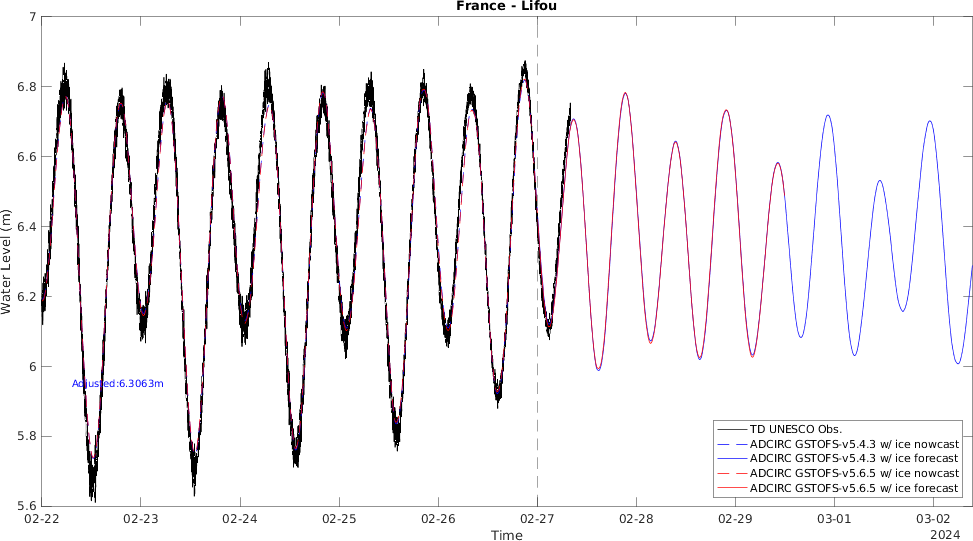 France - Lifou
7
6.8
6.6
6.4
6.2
6
5.8
5.6
Water Level (m)
Adjusted:6.3063m
TD UNESCO Obs.
ADCIRC GSTOFS-v5.4.3 w/ ice nowcast
ADCIRC GSTOFS-v5.4.3 w/ ice forecast
ADCIRC GSTOFS-v5.6.5 w/ ice nowcast
ADCIRC GSTOFS-v5.6.5 w/ ice forecast
02-22 02-23 02-24 02-25 02-26 02-27 02-28 02-29 03-01 03-02
Time 2024